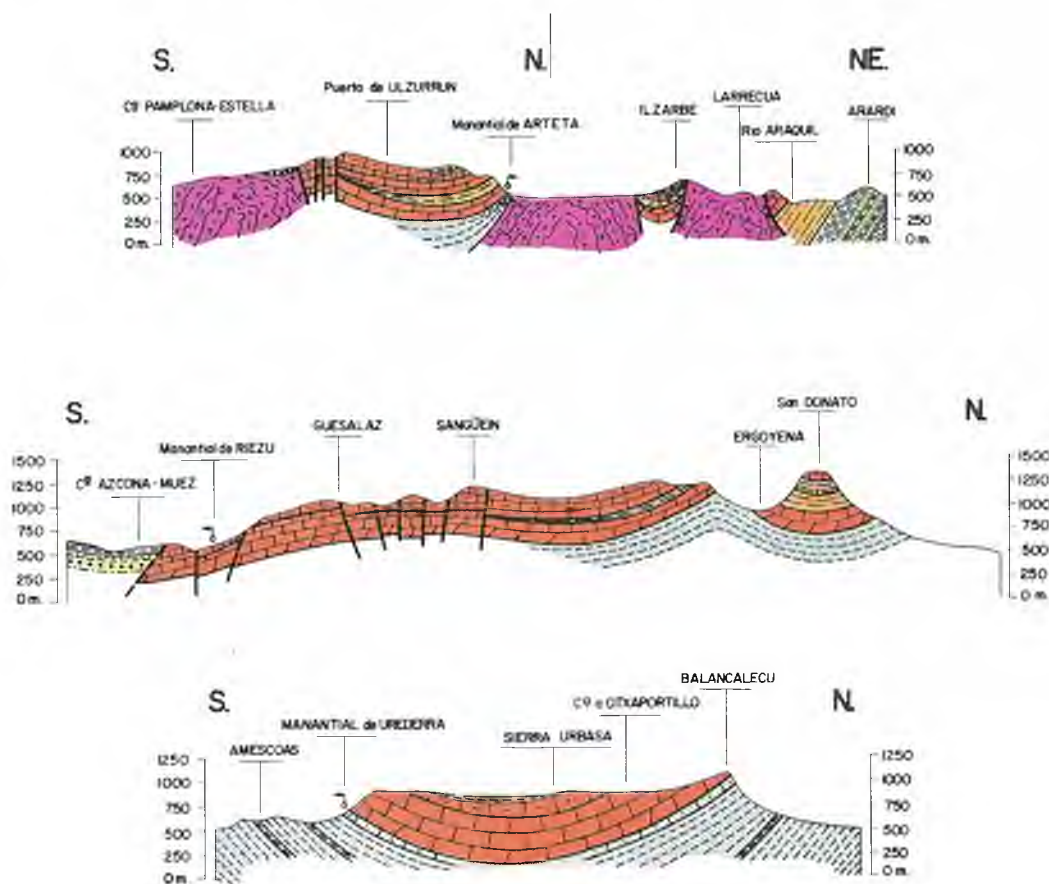 S.
N.
NE.
Cª PAMPLONA-ESTELLA
Puerto de ULZURRUN
Manantial de ARTETA
ILZARBE
LARRECUA
Rio ARAQUIL
ARARDI
1000
750
500
250
0 m.
1000
750
500
250
0 m.
S.
N.
Cª AZCONA-MUEZ
Manantial de RIEZU
GUESALAZ
SANGÜEIN
ERGOYENA
San DONATO
1500
1250
1000
750
500
250
0 m.
1500
1250
1000
750
500
250
0 m.
S.
N.
AMESCOAS
MANANTIAL de UREDERRA
SIERRA URBASA
Cº a OTXAPORTILLO
BALANCALECU
1250
1000
750
500
250
0 m.
1250
1000
750
500
250
0 m.